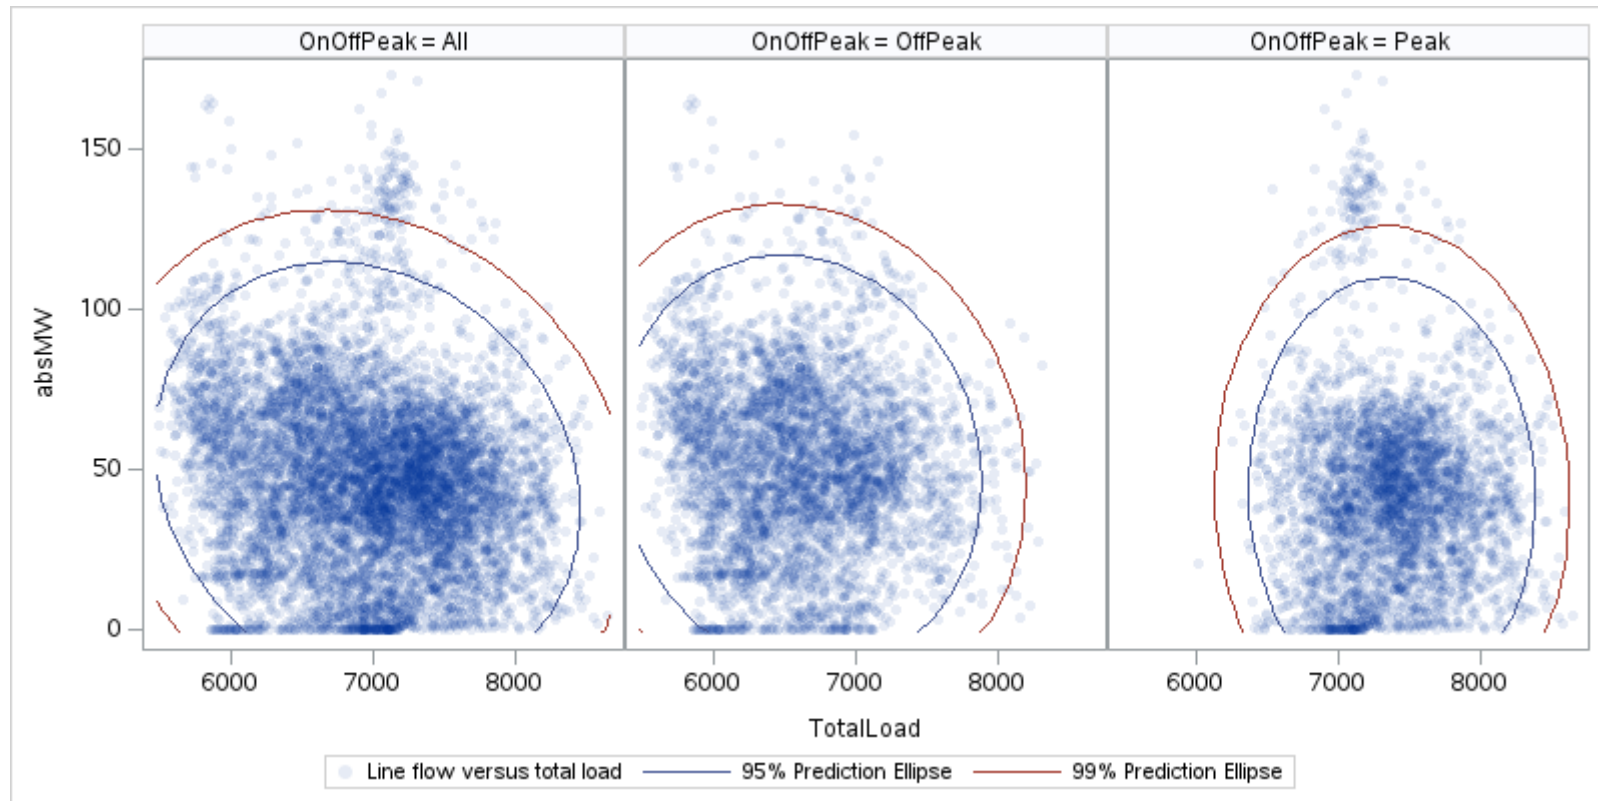 OnOffPeak = All OnOffPeak = OffPeak OnOffPeak = Peak
150
100
50
0
absMW
6000 7000 8000 6000 7000 8000 6000 7000 8000
TotalLoad
Line flow versus total load 95% Prediction Ellipse 99% Prediction Ellipse